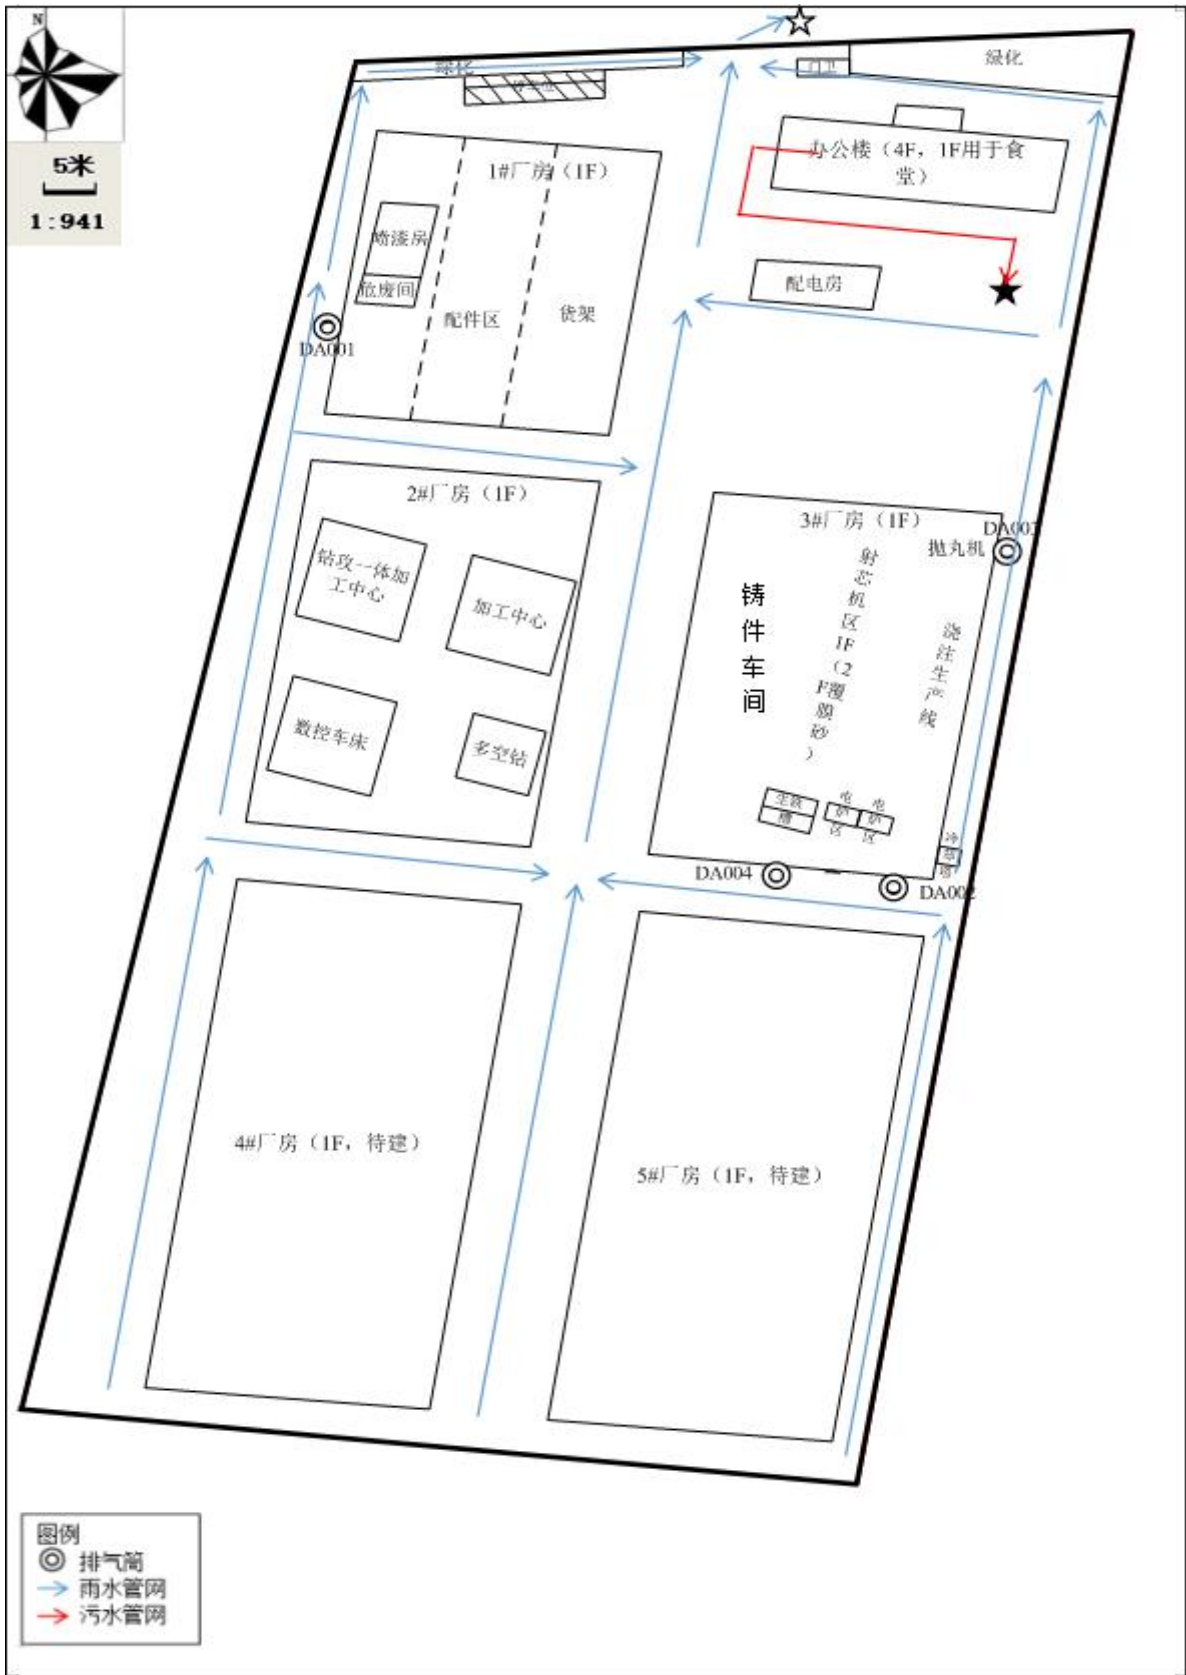 N
5米
1:941
绿化
门卫
绿化
办公楼（4F，1F用于食
堂）
1#厂房（1F）
喷漆房
危废间
配件区
货架
配电房
DA001
2#厂房（1F）
钻攻一体加
工中心
加工中心
数控车床
多空钻
3#厂房（1F）
DA003
抛丸机
铸件车间
射芯机区1F（2F覆膜砂）
浇注生产线
生铁
槽
电炉区
电炉区
DA004
DA002
4#厂房（1F，待建）
5#厂房（1F，待建）
图例
排气筒
雨水管网
污水管网